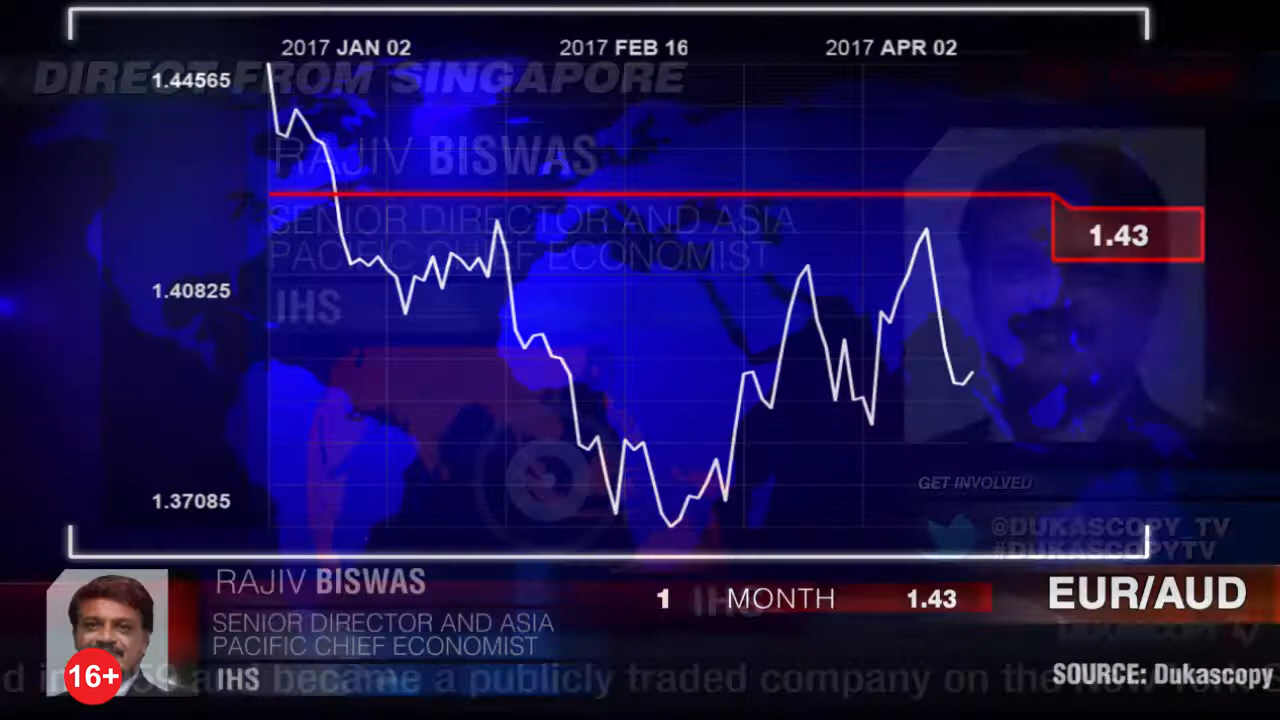 2017 JAN 02 2017 FEB 16 2017 APR 02
DIRECT FROM SINGAPORE
1.44565
RAJIV BISWAS
SENIOR DIRECTOR AND ASIA
PACIFIC CHIEF ECONOMIST
1.43
1.40825
IHS
GET INVOLVED
1.37085
@DUKASCOPY_TV
#DUKASCOPYTV
RAJIV BISWAS
SENIOR DIRECTOR AND ASIA
PACIFIC CHIEF ECONOMIST
IHS
1 MONTH 1.43
EUR/AUD
16+
became a publicly traded company on the New
SOURCE: Dukascopy